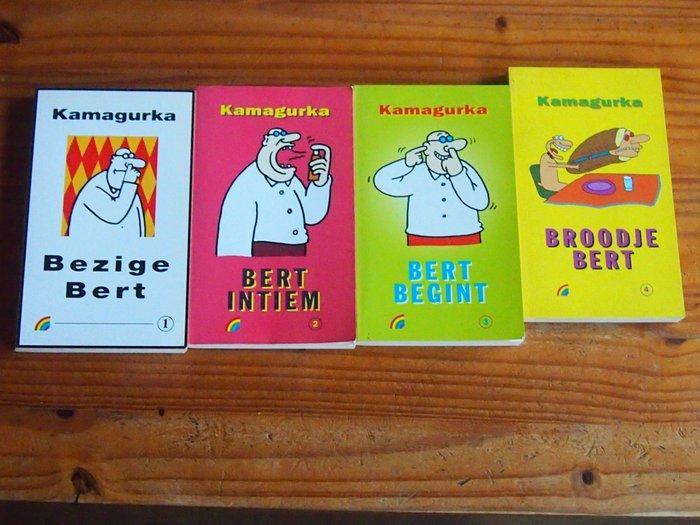 Kamagurka
Bezige
Bert
1
Kamagurka
BERT
INTIEM
2
Kamagurka
BERT
BEGINT
3
Kamagurka
BROODJE
BERT
4